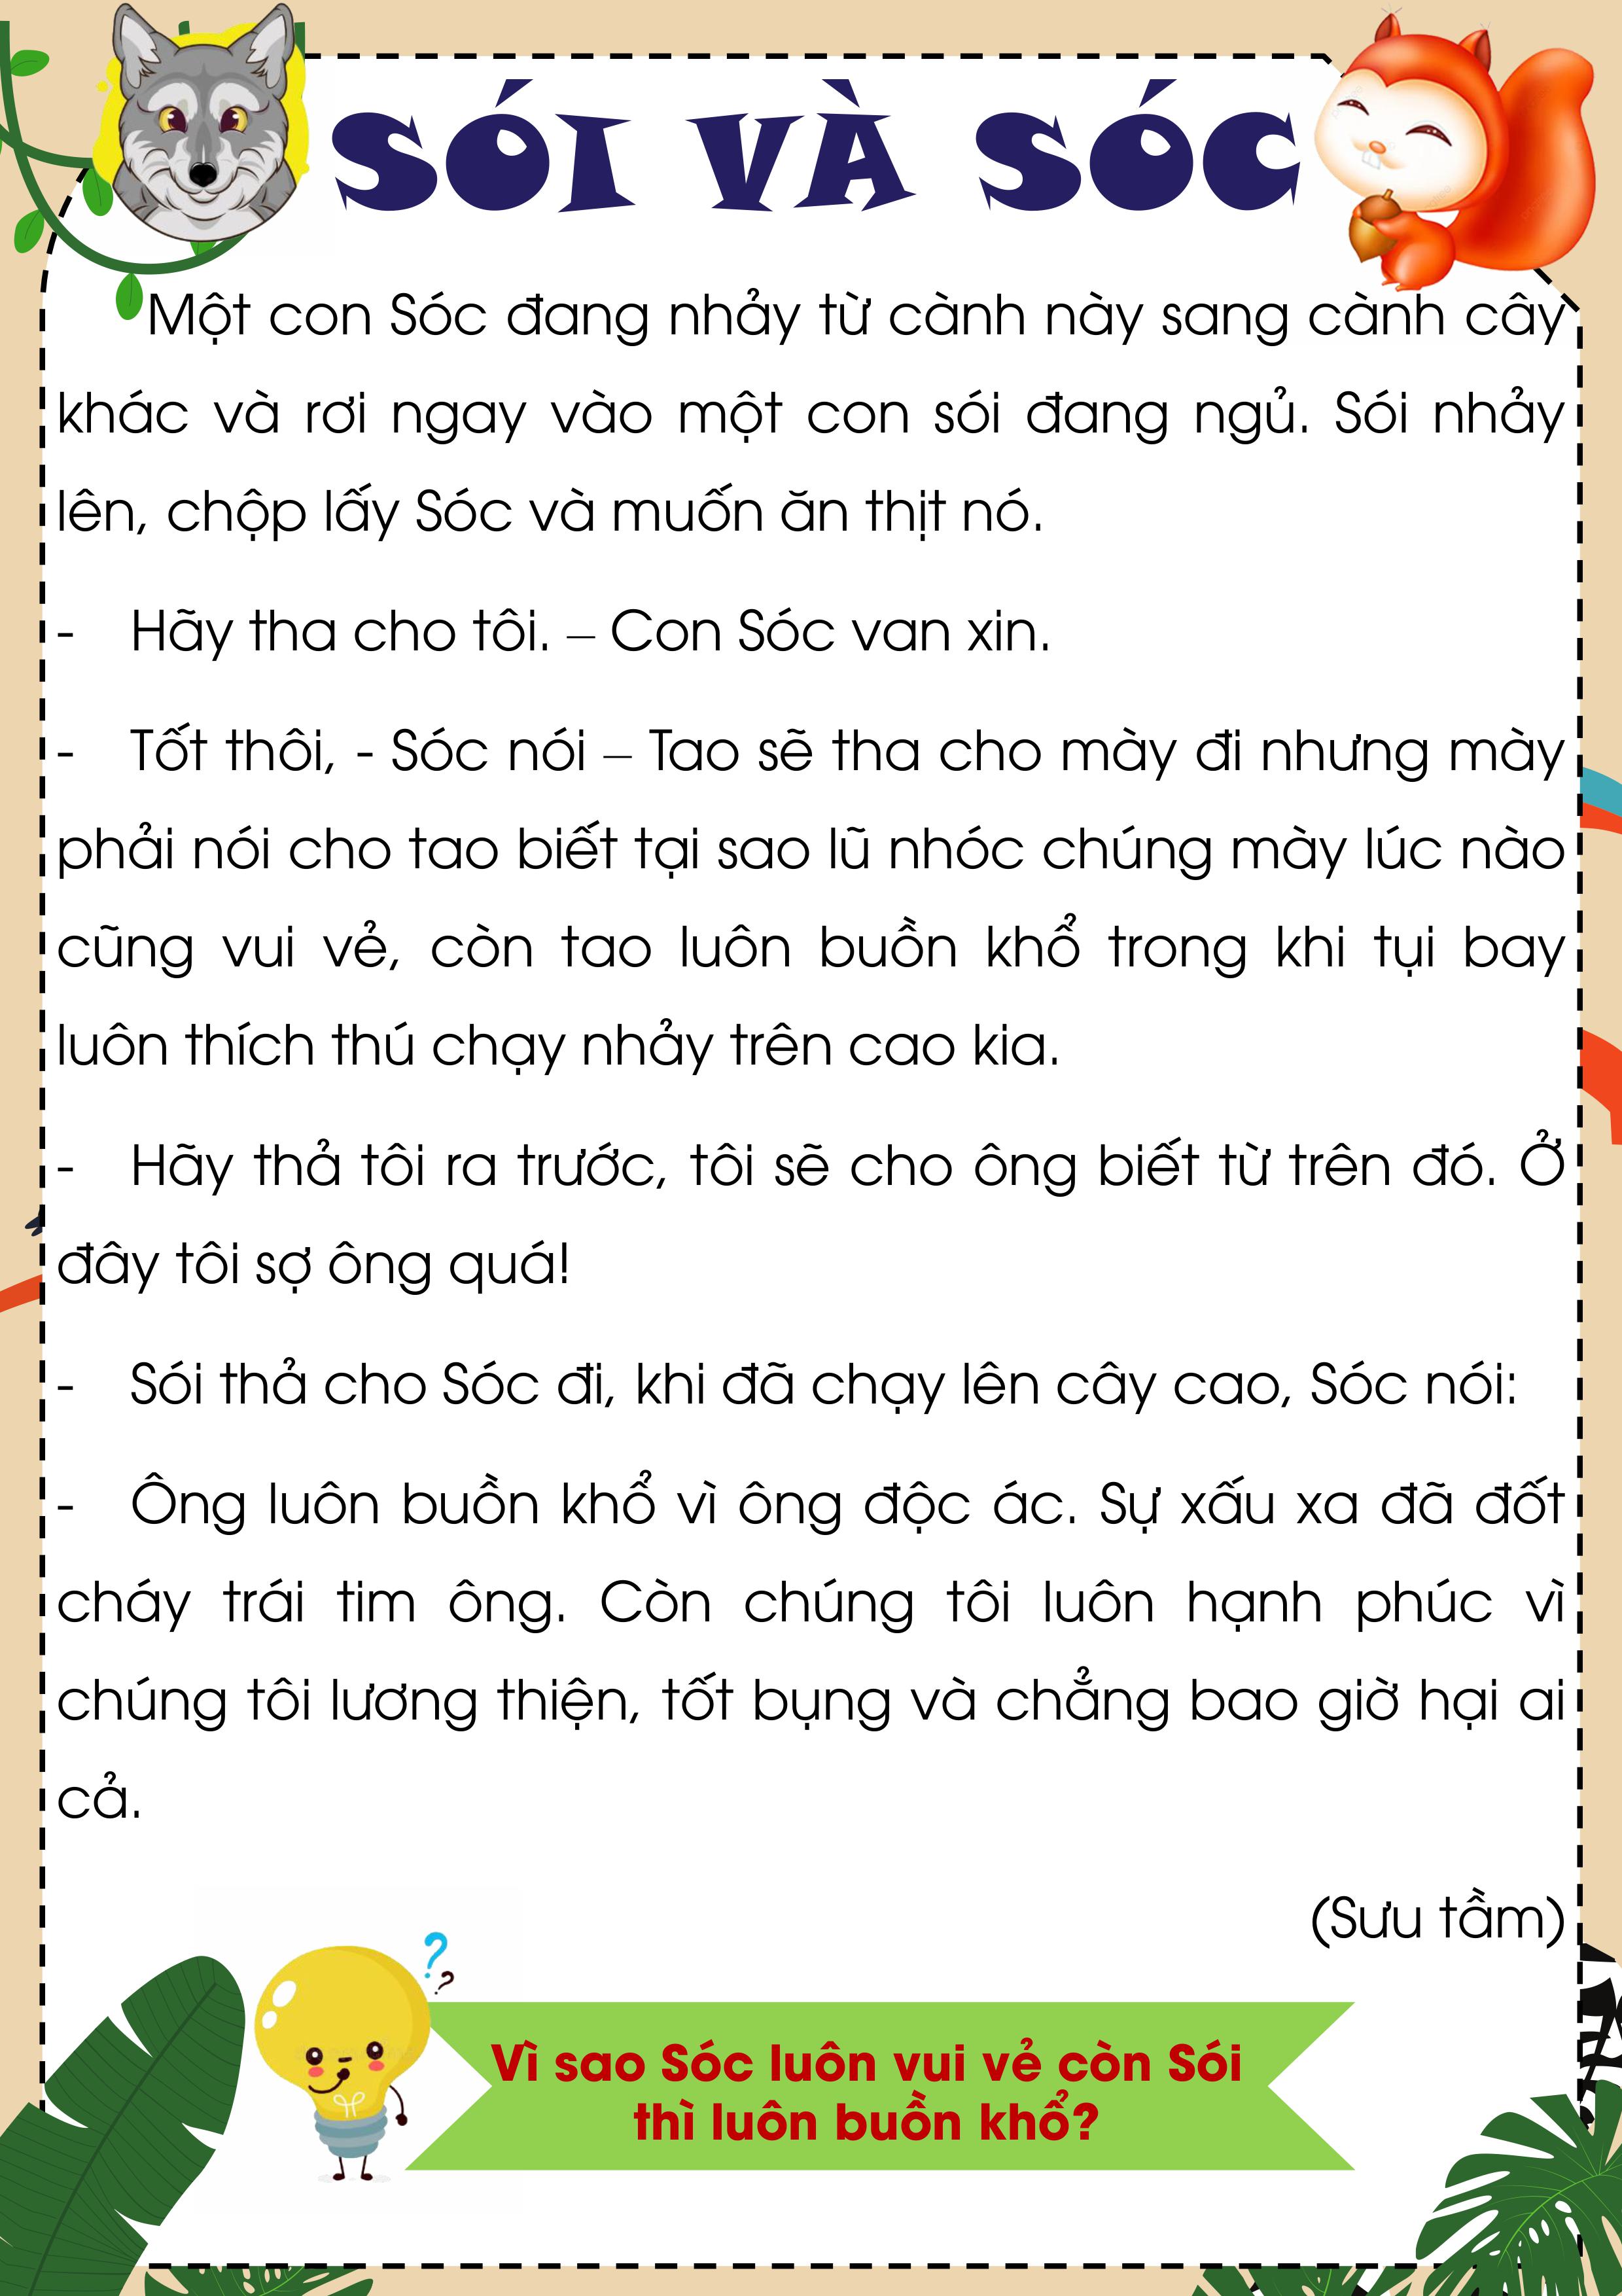 SÓI VÀ SÓC
Một con Sóc đang nhảy từ cành này sang cành cây
khác và rơi ngay vào một con sói đang ngủ. Sói nhảy
lên, chộp lấy Sóc và muốn ăn thịt nó.
- Hãy tha cho tôi. – Con Sóc van xin.
- Tốt thôi, - Sóc nói – Tao sẽ tha cho mày đi nhưng mày
phải nói cho tao biết tại sao lũ nhóc chúng mày lúc nào
cũng vui vẻ, còn tao luôn buồn khổ trong khi tụi bay
luôn thích thú chạy nhảy trên cao kia.
- Hãy thả tôi ra trước, tôi sẽ cho ông biết từ trên đó. Ở
đây tôi sợ ông quá!
- Sói thả cho Sóc đi, khi đã chạy lên cây cao, Sóc nói:
- Ông luôn buồn khổ vì ông độc ác. Sự xấu xa đã đốt
cháy trái tim ông. Còn chúng tôi luôn hạnh phúc vì
chúng tôi lương thiện, tốt bụng và chẳng bao giờ hại ai
cả.
(Sưu tầm)
??
Vì sao Sóc luôn vui vẻ còn Sói
thì luôn buồn khổ?